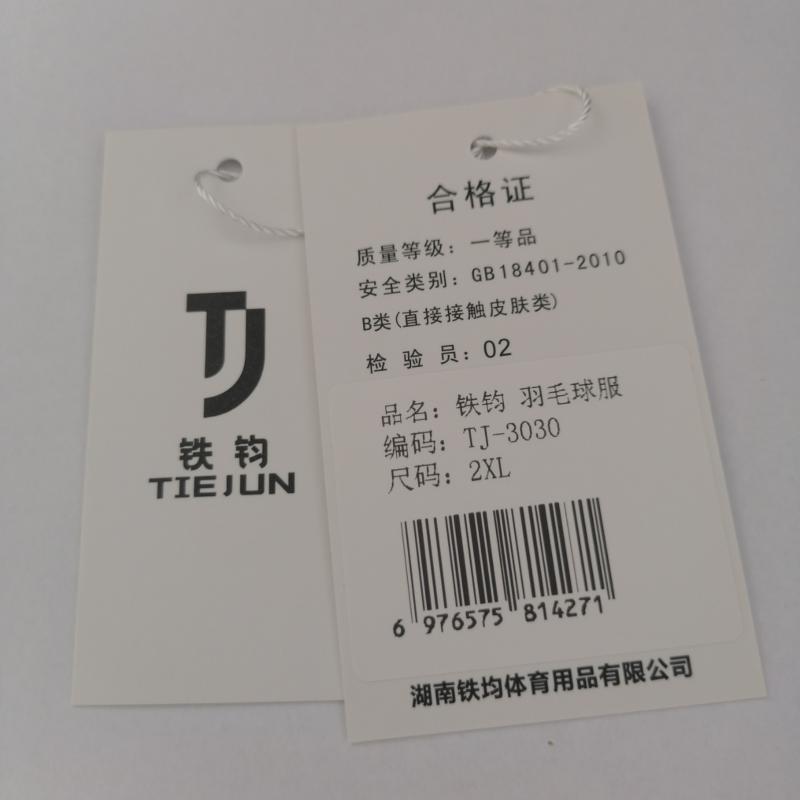 TJ
铁钧
TIEJUN
合格证
质量等级：一等品
安全类别：GB18401-2010
B类(直接接触皮肤类)
检 验 员：02
品名：铁钧 羽毛球服
编码：TJ-3030
尺码：2XL
6 976575 814271
湖南铁均体育用品有限公司